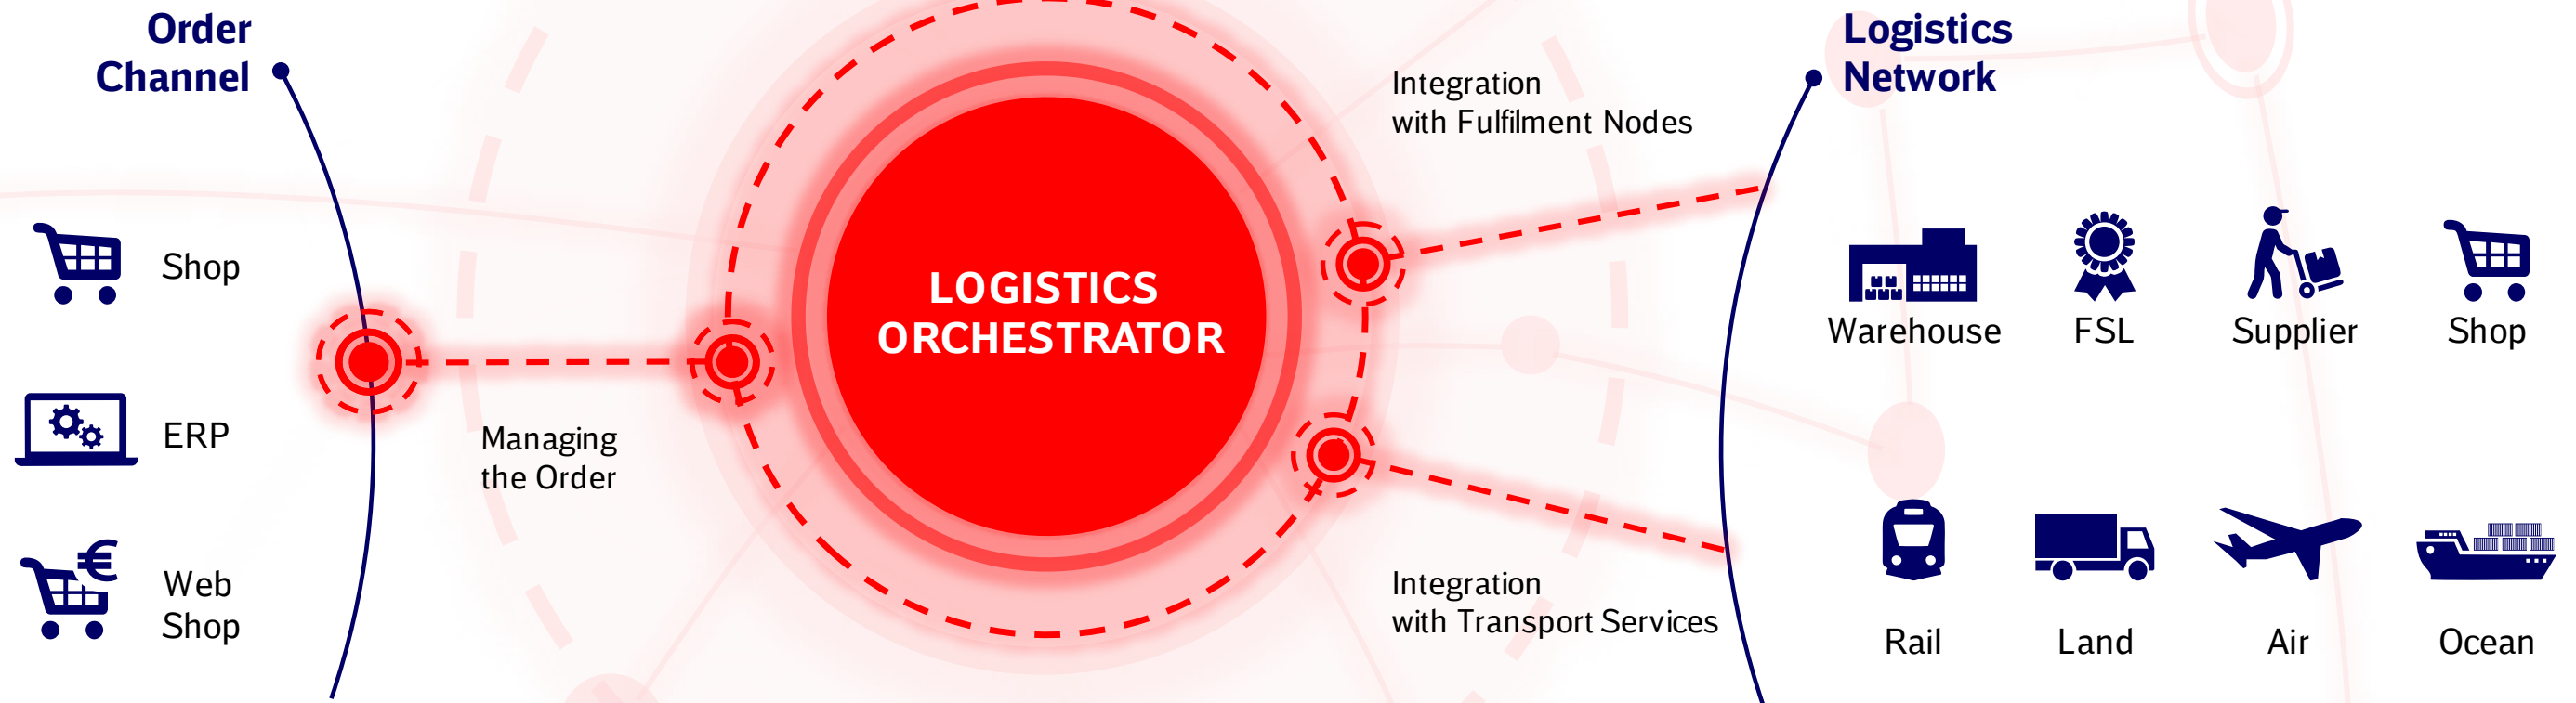 Order
Channel
Shop
ERP
Web
Shop
Managing
the Order
LOGISTICS
ORCHESTRATOR
Integration
with Fulfilment Nodes
Integration
with Transport Services
Logistics
Network
Warehouse
FSL
Supplier
Shop
Rail
Land
Air
Ocean